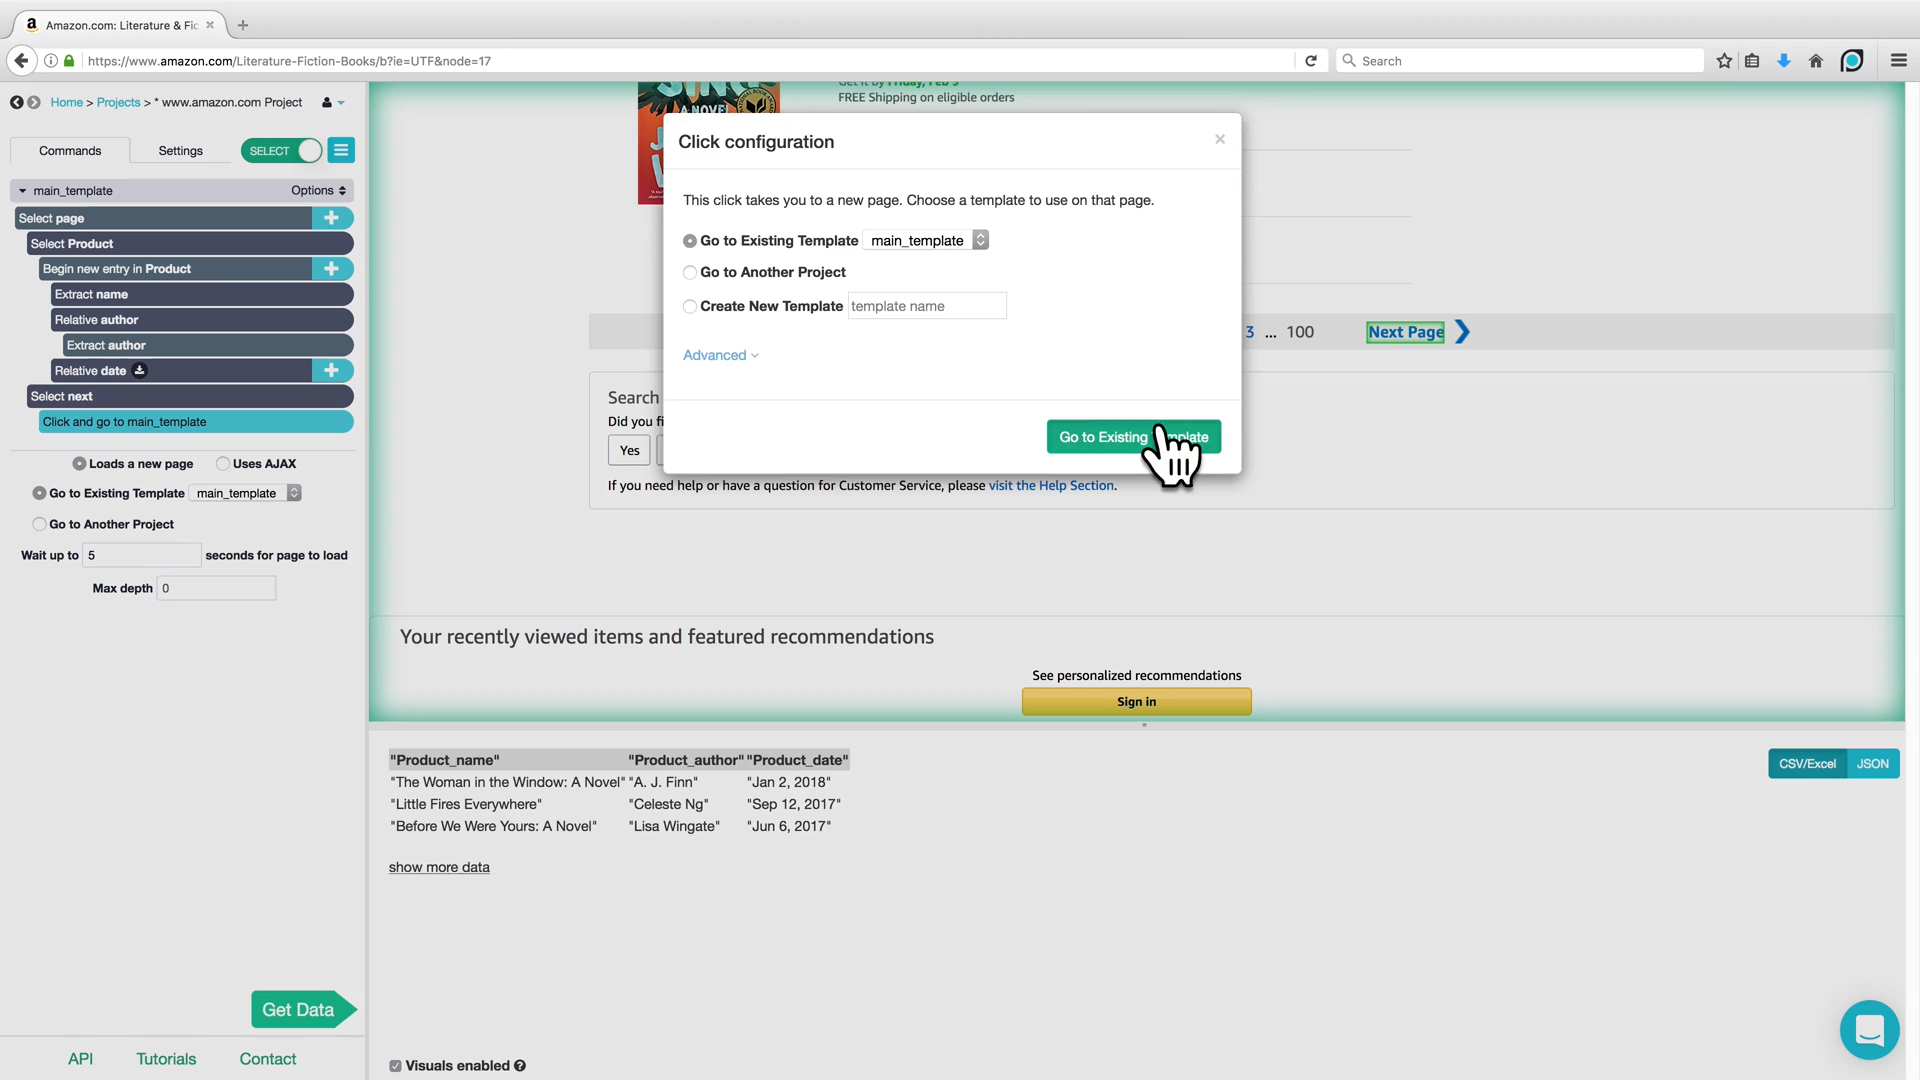 Amazon.com: Literature & Fic
https://www.amazon.com/Literature-Fiction-Books/b?ie=UTF&node=17
Search
Home > Projects > * www.amazon.com Project
Commands
Settings
SELECT
main_template
Options
Select page
Select Product
Begin new entry in Product
Extract name
Relative author
Extract author
Relative date
Select next
Click and go to main_template
Loads a new page
Uses AJAX
Go to Existing Template main_template
Go to Another Project
Wait up to 5 seconds for page to load
Max depth 0
Get Data
API
Tutorials
Contact
FREE Shipping on eligible orders
A NOVEL
Click configuration
This click takes you to a new page. Choose a template to use on that page.
Go to Existing Template main_template
Go to Another Project
Create New Template template name
Advanced
Go to Existing
3 ... 100 Next Page
Search
Did you fi
Yes
If you need help or have a question for Customer Service, please visit the Help Section.
Your recently viewed items and featured recommendations
See personalized recommendations
Sign in
"Product_name" "Product_author" "Product_date"
"The Woman in the Window: A Novel" "A. J. Finn" "Jan 2, 2018"
"Little Fires Everywhere" "Celeste Ng" "Sep 12, 2017"
"Before We Were Yours: A Novel" "Lisa Wingate" "Jun 6, 2017"
show more data
CSV/Excel
JSON
Visuals enabled